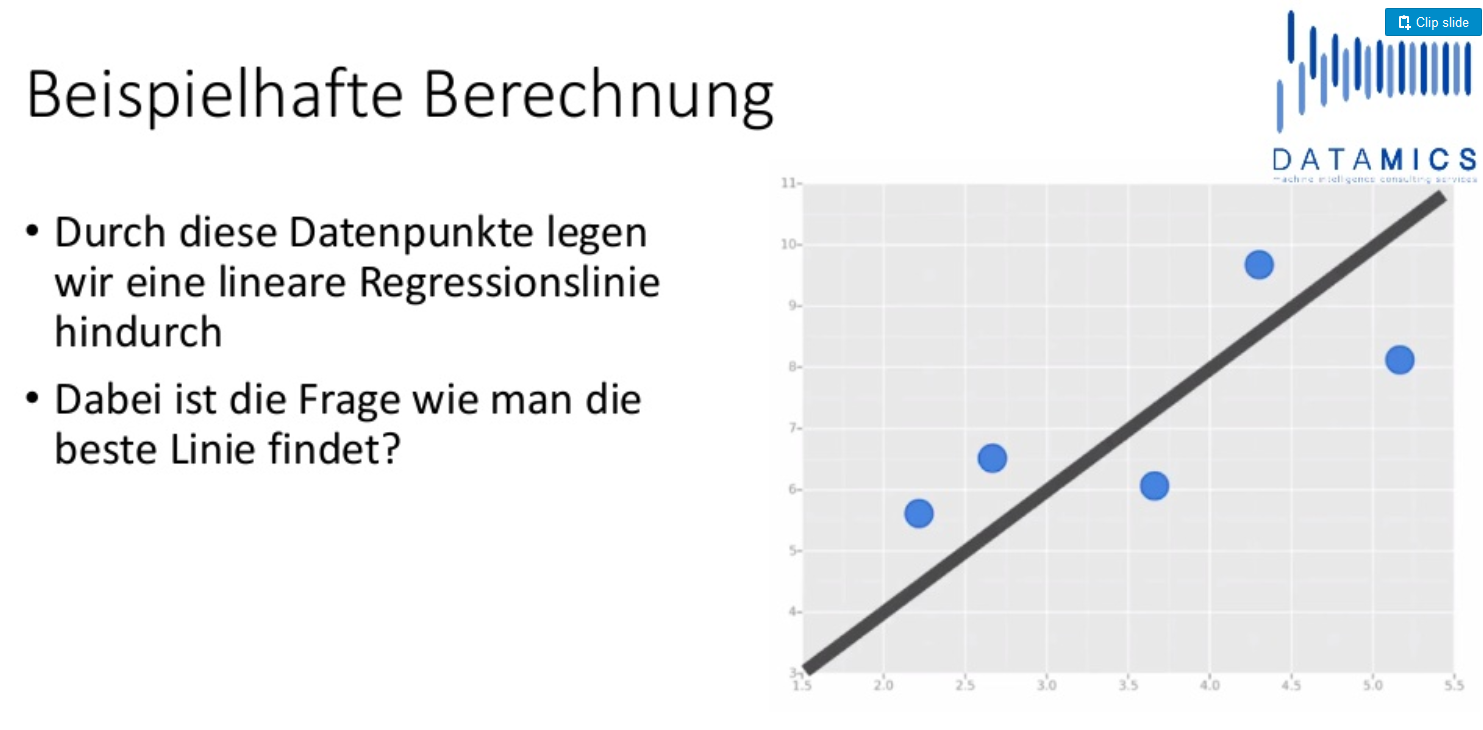 Clip slide
Beispielhafte Berechnung
DATAMICS
machine intelligence consulting services
• Durch diese Datenpunkte legen
wir eine lineare Regressionslinie
hindurch
• Dabei ist die Frage wie man die
beste Linie findet?
11
10
9
8
7
6
5
4
3
1.5 2.0 2.5 3.0 3.5 4.0 4.5 5.0 5.5